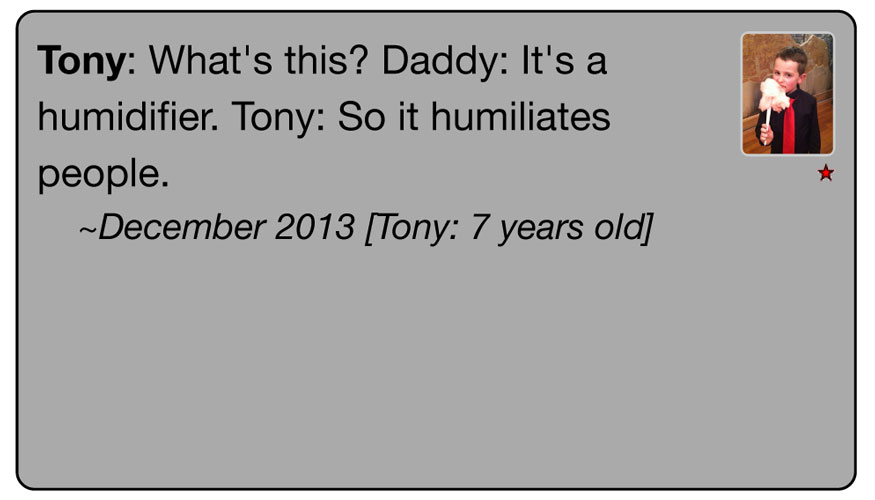 Tony: What's this? Daddy: It's a
humidifier. Tony: So it humiliates
people.
~December 2013 [Tony: 7 years old]